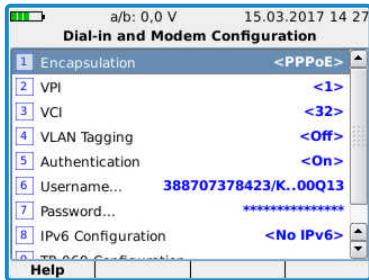 a/b: 0,0 V 15.03.2017 14 27
Dial-in and Modem Configuration
1 Encapsulation <PPPoE>
2 VPI <1>
3 VCI <32>
4 VLAN Tagging <Off>
5 Authentication <On>
6 Username... 388707378423/K..00Q13
7 Password... ***************
8 IPv6 Configuration <No IPv6>
Help